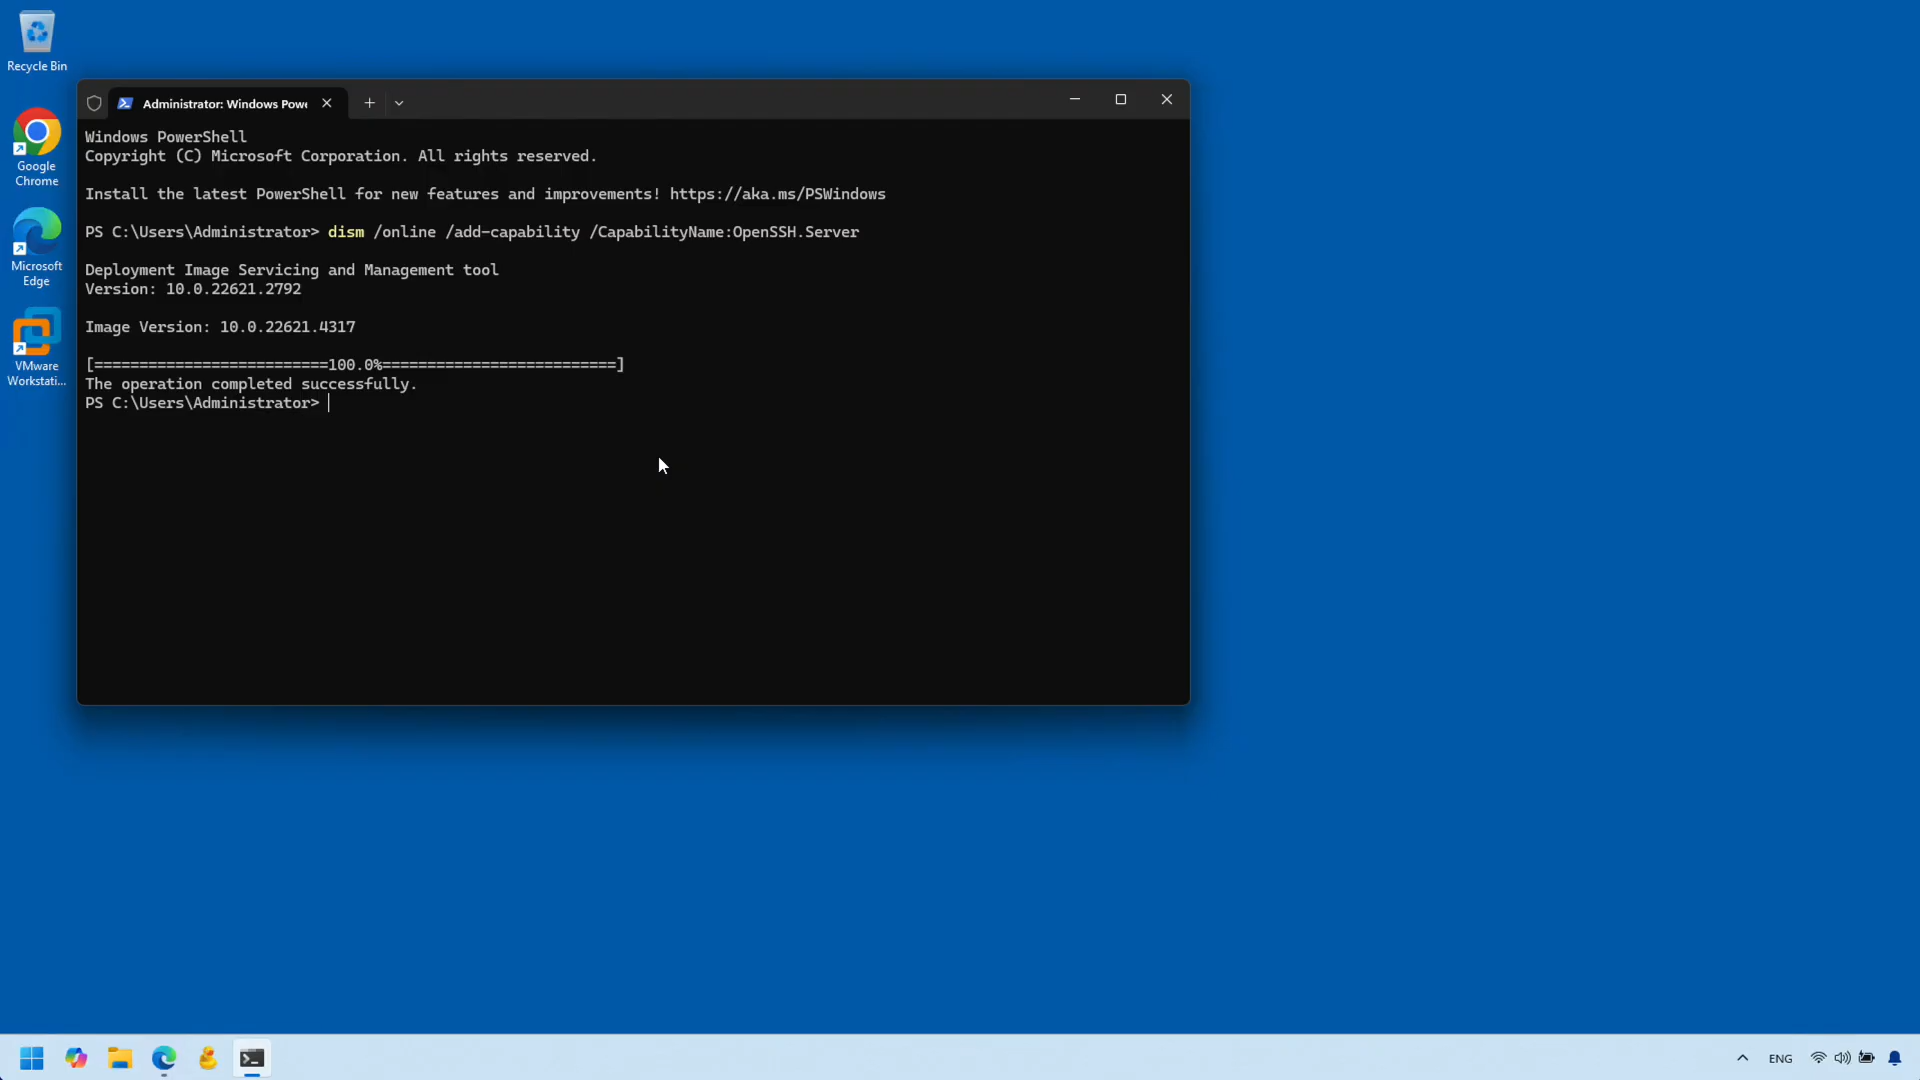 Recycle Bin
Google
Chrome
Microsoft
Edge
VMware
Workstati...
Administrator: Windows Powe
Windows PowerShell
Copyright (C) Microsoft Corporation. All rights reserved.
Install the latest PowerShell for new features and improvements! https://aka.ms/PSWindows
PS C:\Users\Administrator> dism /online /add-capability /CapabilityName:OpenSSH.Server
Deployment Image Servicing and Management tool
Version: 10.0.22621.2792
Image Version: 10.0.22621.4317
[==========================100.0%==========================]
The operation completed successfully.
PS C:\Users\Administrator>
ENG